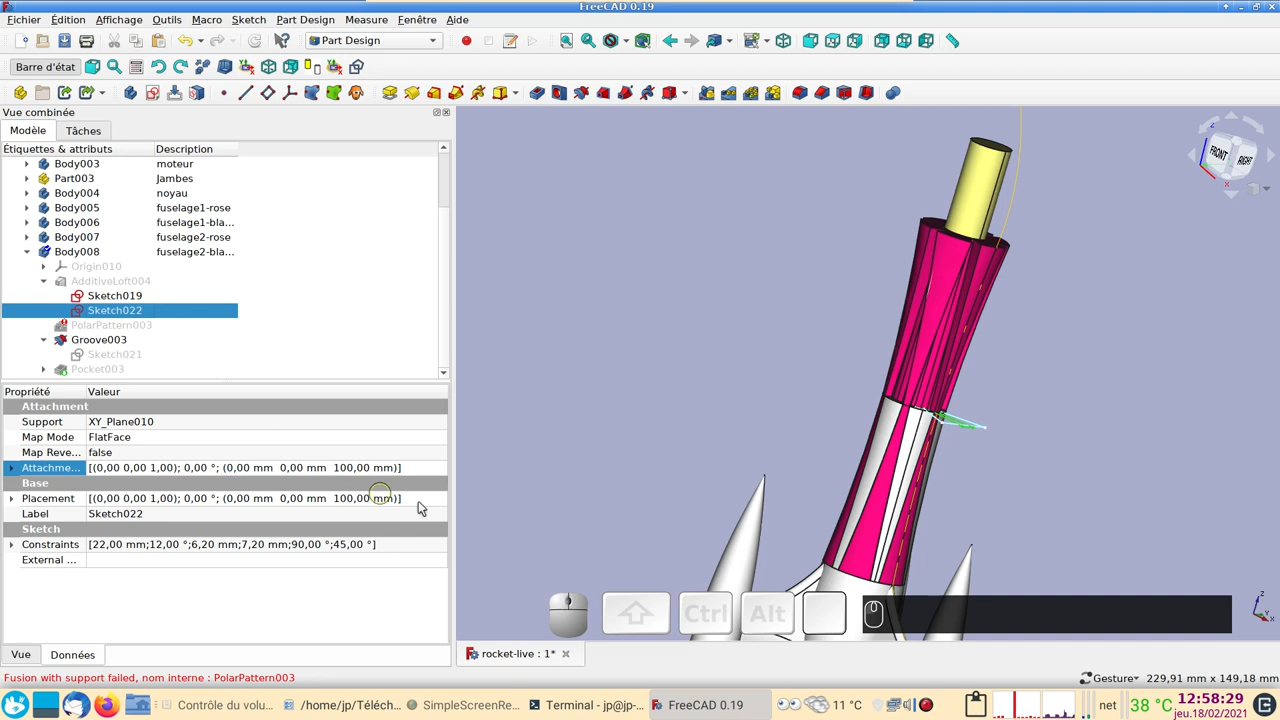 FreeCAD 0.19
Fichier Édition Affichage Outils Macro Sketch Part Design Measure Fenêtre Aide
Part Design
Barre d'état
Vue combinée
Modèle Tâches
Étiquettes & attributs Description
Body003 moteur
Part003 Jambes
Body004 noyau
Body005 fuselage1-rose
Body006 fuselage1-bla...
Body007 fuselage2-rose
Body008 fuselage2-bla...
Origin010
AdditiveLoft004
Sketch019
Sketch022
PolarPattern003
Groove003
Sketch021
Pocket003
Propriété Valeur
Attachment
Support XY_Plane010
Map Mode FlatFace
Map Reve... false
Attachme... [(0,00 0,00 1,00); 0,00 °; (0,00 mm 0,00 mm 100,00 mm)]
Base
Placement [(0,00 0,00 1,00); 0,00 °; (0,00 mm 0,00 mm 100,00 mm)]
Label Sketch022
Sketch
Constraints [22,00 mm;12,00 °;6,20 mm;7,20 mm;90,00 °;45,00 °]
External ...
Vue Données
FRONT RIGHT
Z
X
Ctrl Alt
Z
Y
X
rocket-live : 1*
Fusion with support failed, nom interne : PolarPattern003
Gesture 229,91 mm x 149,18 mm
Contrôle du volu... /home/jp/Téléch... SimpleScreenRe... Terminal - jp@jp-... FreeCAD 0.19 11 °C net 38 °C 12:58:29
jeu.18/02/2021